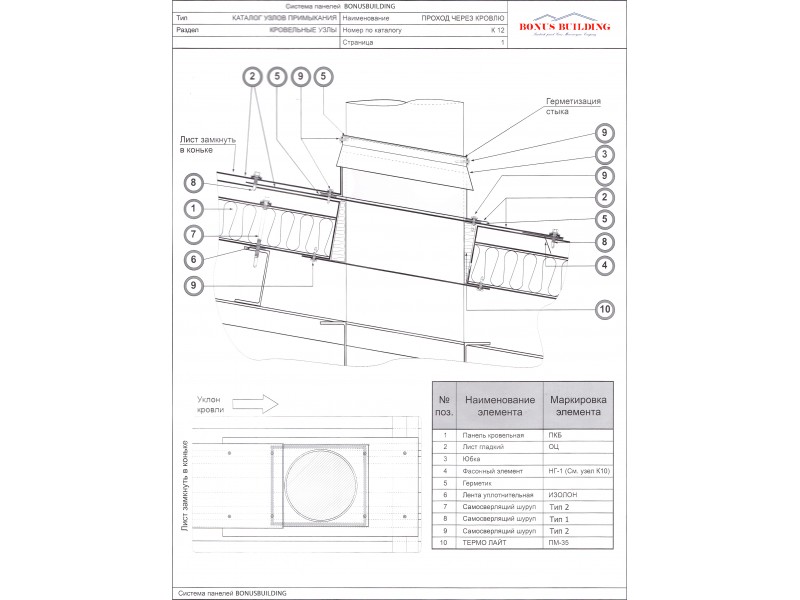 Система панелей BONUSBUILDING
Тип КАТАЛОГ УЗЛОВ ПРИМЫКАНИЯ Наименование ПРОХОД ЧЕРЕЗ КРОВЛЮ
Раздел КРОВЕЛЬНЫЕ УЗЛЫ Номер по каталогу К 12
Страница 1
BONUS BUILDING
2 5 9 5
Герметизация
стыка
Лист замкнуть
в коньке
8
1
7
6
9
9
3
9
2
5
8
4
10
Уклон
кровли
Лист замкнуть в коньке
№ поз. Наименование элемента Маркировка элемента
1 Панель кровельная ПКБ
2 Лист гладкий ОЦ
3 Юбка
4 Фасонный элемент НГ-1 (См. узел К10)
5 Герметик
6 Лента уплотнительная ИЗОЛОН
7 Самосверлящий шуруп Тип 2
8 Самосверлящий шуруп Тип 1
9 Самосверлящий шуруп Тип 2
10 ТЕРМО ЛАЙТ ПМ-35
Система панелей BONUSBUILDING